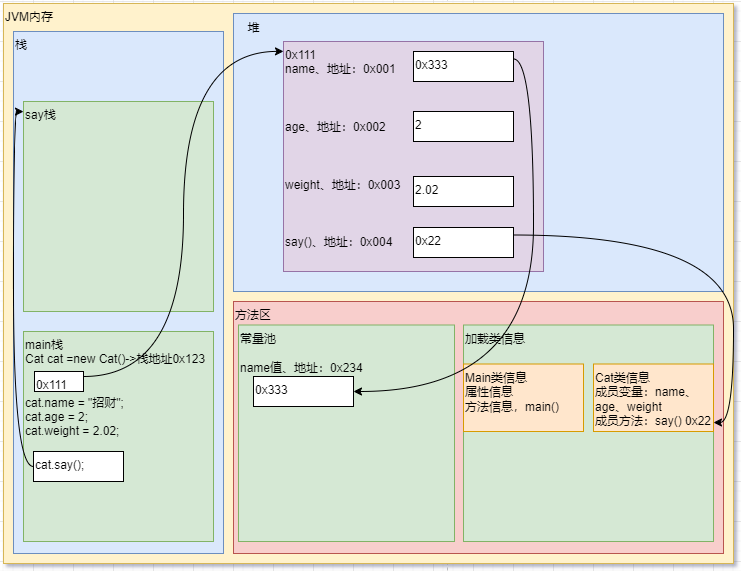 JVM内存
栈
say栈
main栈
Cat cat =new Cat()->栈地址0x123
0x111
cat.name = "招财";
cat.age = 2;
cat.weight = 2.02;
cat.say();
堆
0x111
name、地址：0x001
0x333
age、地址：0x002
2
weight、地址：0x003
2.02
say()、地址：0x004
0x22
方法区
常量池
name值、地址：0x234
0x333
加载类信息
Main类信息
属性信息
方法信息，main()
Cat类信息
成员变量：name、
age、weight
成员方法：say() 0x22